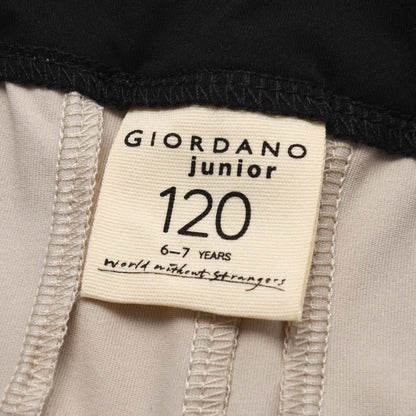 GIORDANO
junior
120
6–7 YEARS
World without strangers